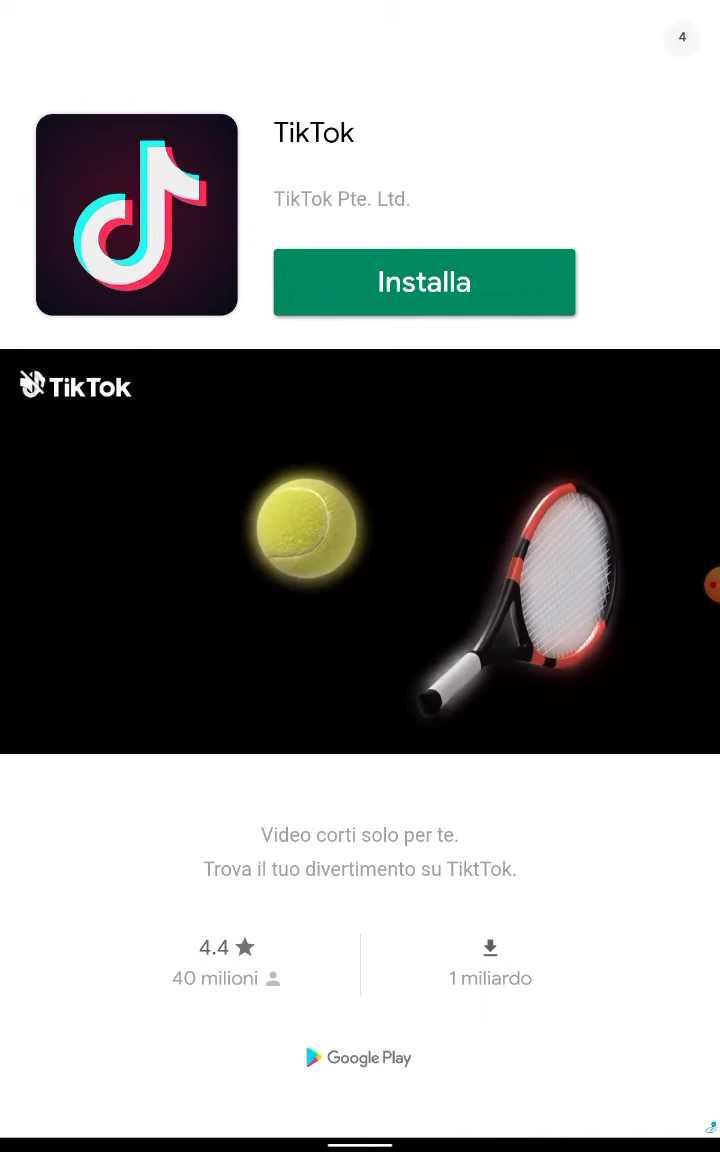 4
TikTok
TikTok Pte. Ltd.
Installa
TikTok
Video corti solo per te.
Trova il tuo divertimento su TiktTok.
4.4
40 milioni
1 miliardo
Google Play